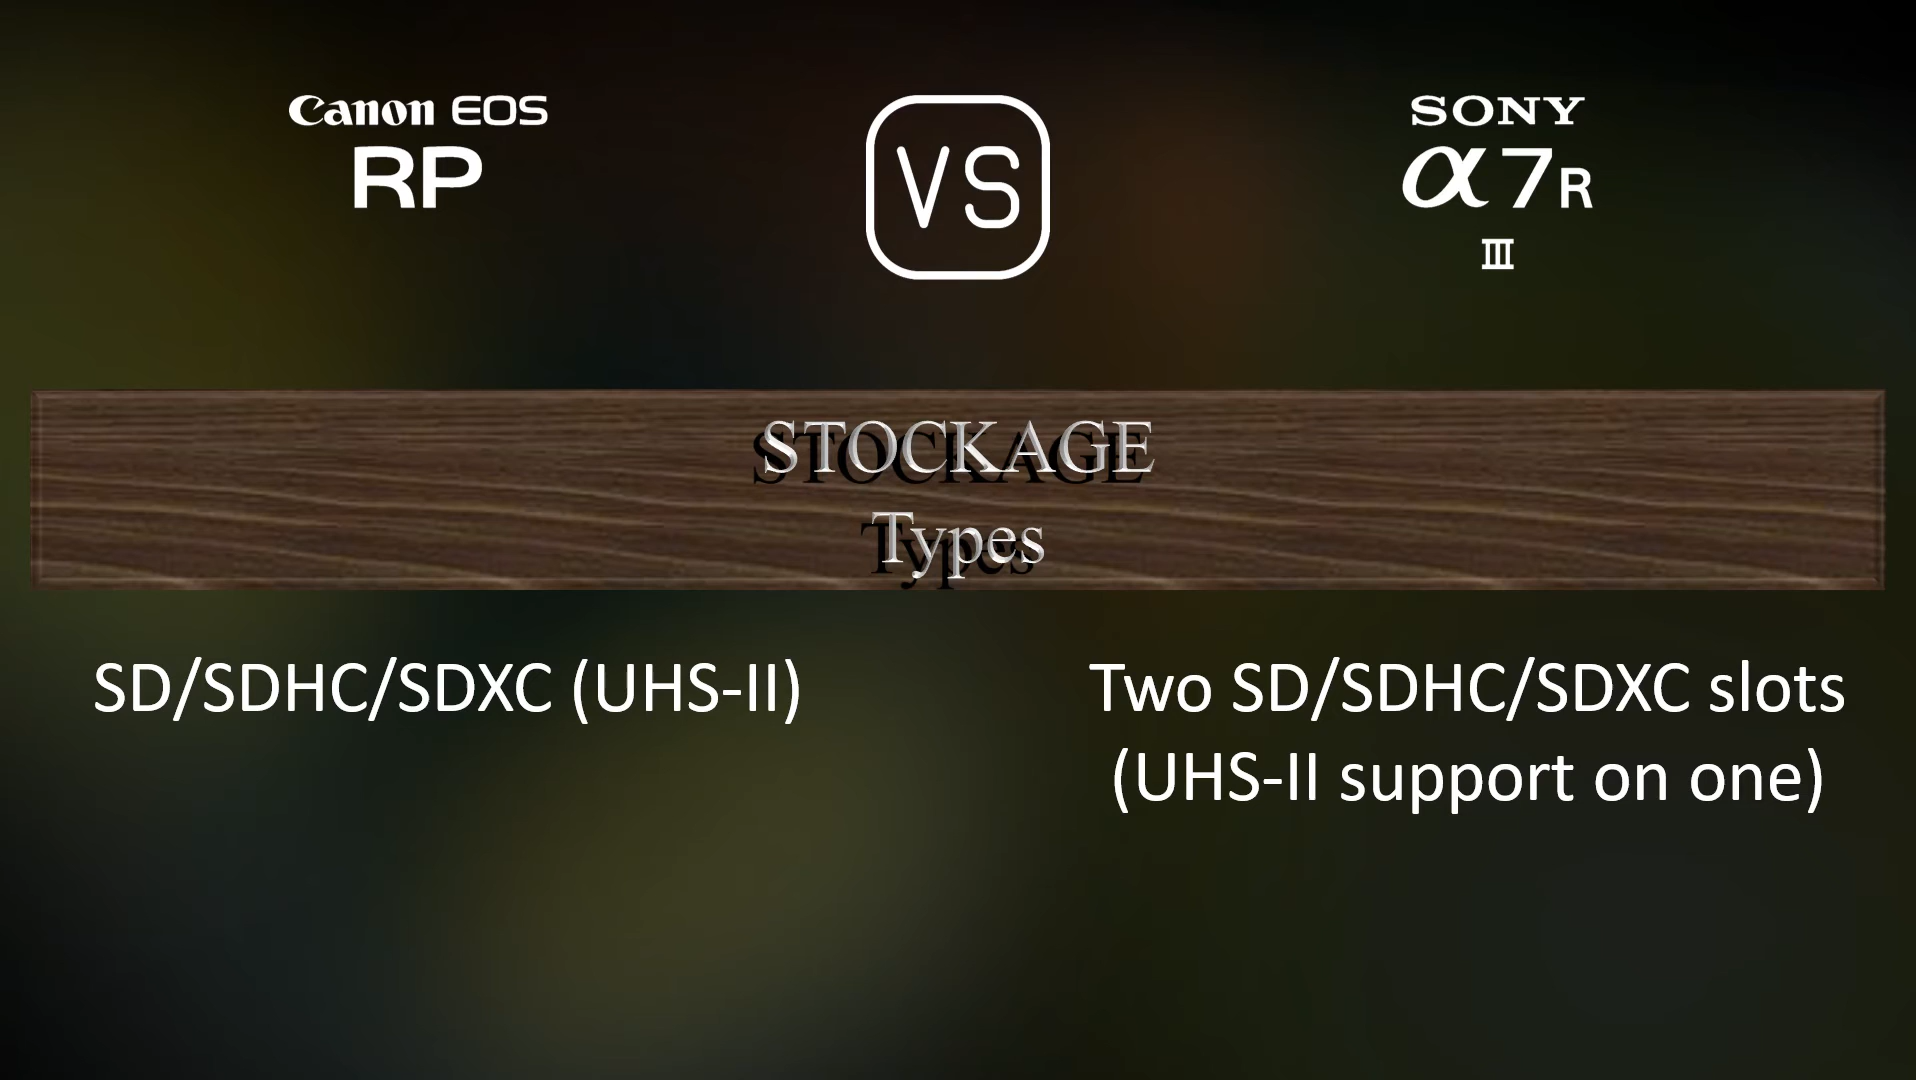 Canon EOS
RP
VS
SONY
α7R
III
STOCKAGE
Types
SD/SDHC/SDXC (UHS-II)
Two SD/SDHC/SDXC slots
(UHS-II support on one)